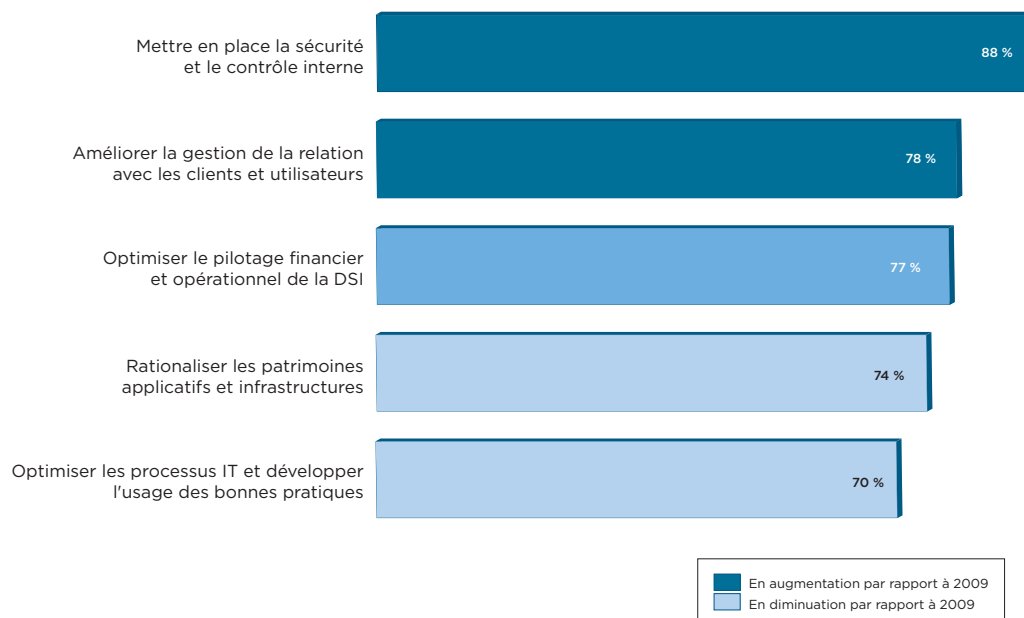 Mettre en place la sécurité
et le contrôle interne
88 %
Améliorer la gestion de la relation
avec les clients et utilisateurs
78 %
Optimiser le pilotage financier
et opérationnel de la DSI
77 %
Rationaliser les patrimoines
applicatifs et infrastructures
74 %
Optimiser les processus IT et développer
l'usage des bonnes pratiques
70 %
En augmentation par rapport à 2009
En diminuation par rapport à 2009